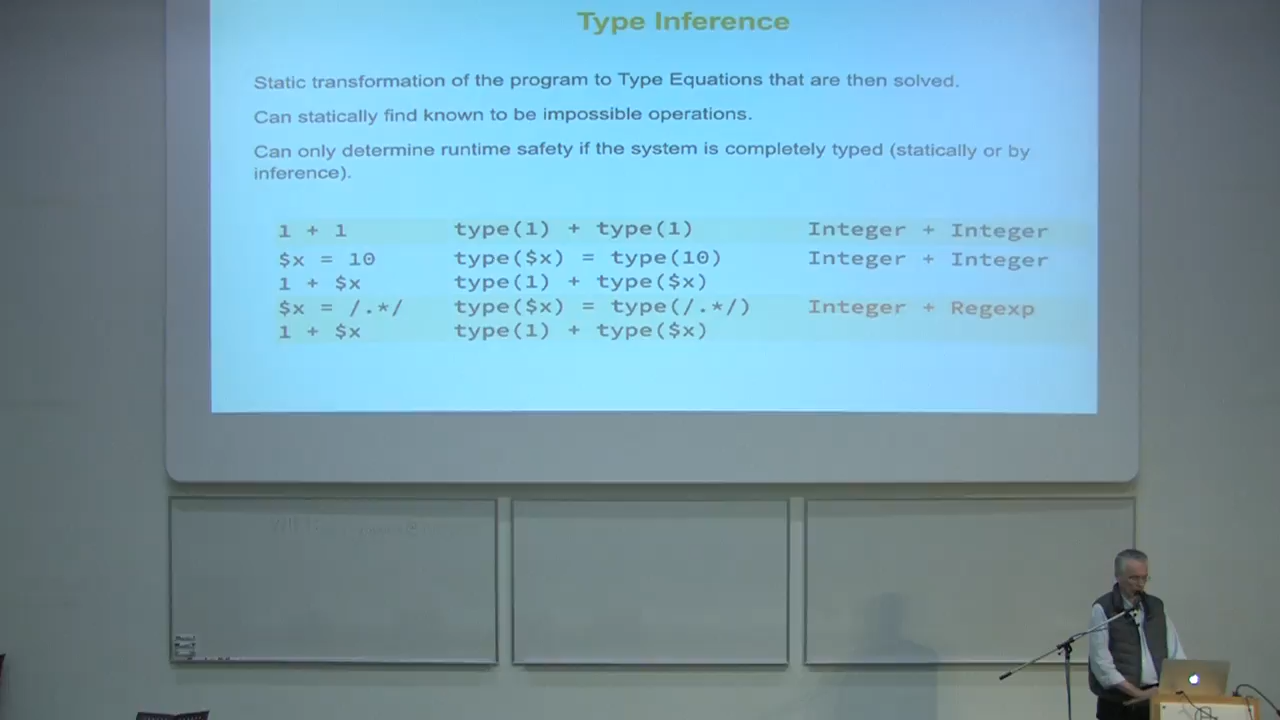 Type Inference
Static transformation of the program to Type Equations that are then solved.
Can statically find known to be impossible operations.
Can only determine runtime safety if the system is completely typed (statically or by
inference).
1 + 1 type(1) + type(1) Integer + Integer
$x = 10 type($x) = type(10) Integer + Integer
1 + $x type(1) + type($x)
$x = /.*/ type($x) = type(/.*/) Integer + Regexp
1 + $x type(1) + type($x)